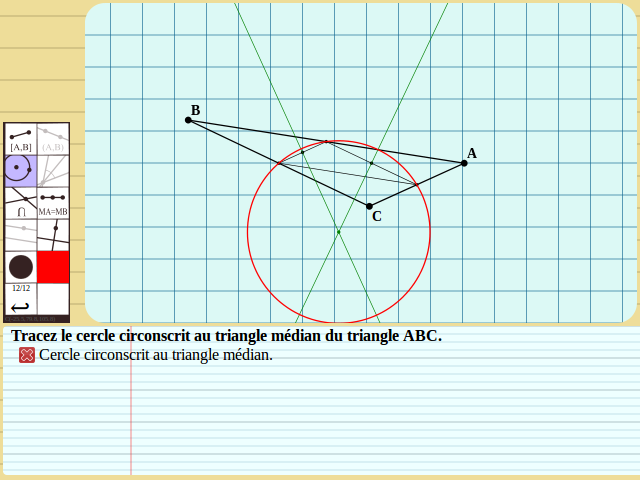 B
A
C
[A,B]
(A,B)
∩
MA=MB
12/12
Tracez le cercle circonscrit au triangle médian du triangle ABC.
Cercle circonscrit au triangle médian.